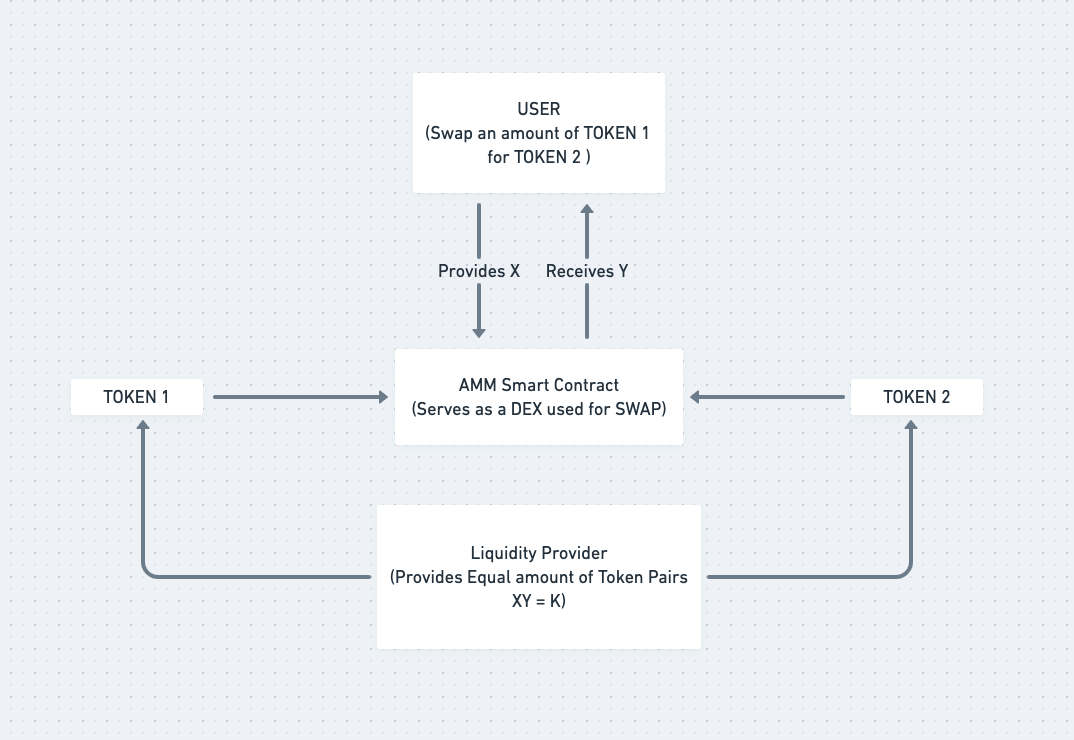 USER
(Swap an amount of TOKEN 1
for TOKEN 2 )
Provides X
Receives Y
TOKEN 1
AMM Smart Contract
(Serves as a DEX used for SWAP)
TOKEN 2
Liquidity Provider
(Provides Equal amount of Token Pairs
XY = K)